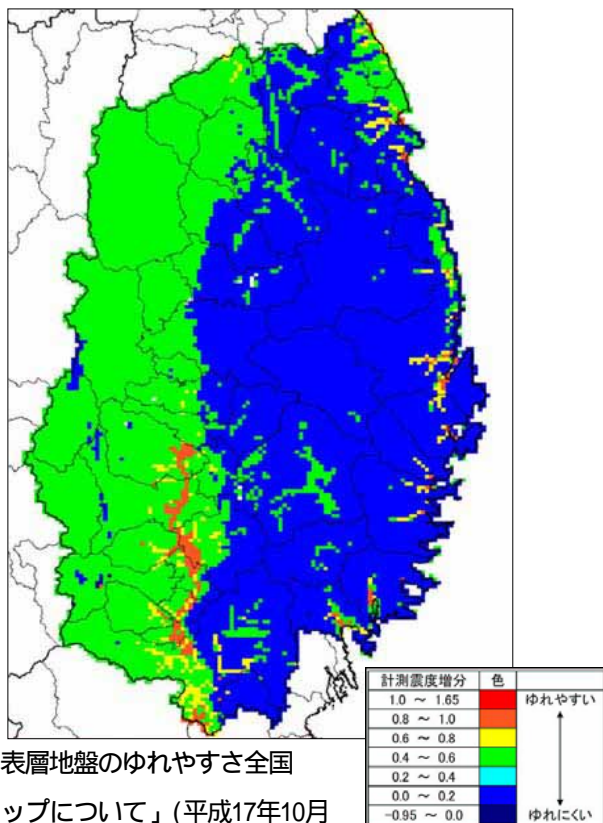 計測震度増分 色
1.0 ～ 1.65 ゆれやすい
0.8 ～ 1.0
0.6 ～ 0.8
0.4 ～ 0.6
0.2 ～ 0.4
0.0 ～ 0.2
-0.95 ～ 0.0 ゆれにくい
表層地盤のゆれやすさ全国
ップについて」(平成17年10月